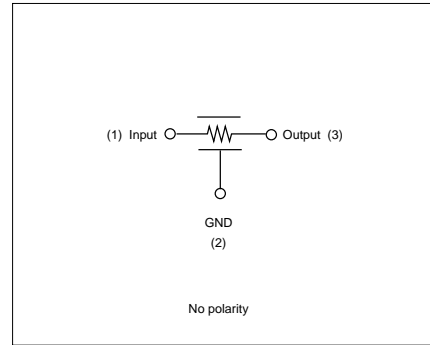 (1) Input Output (3)
GND
(2)
No polarity